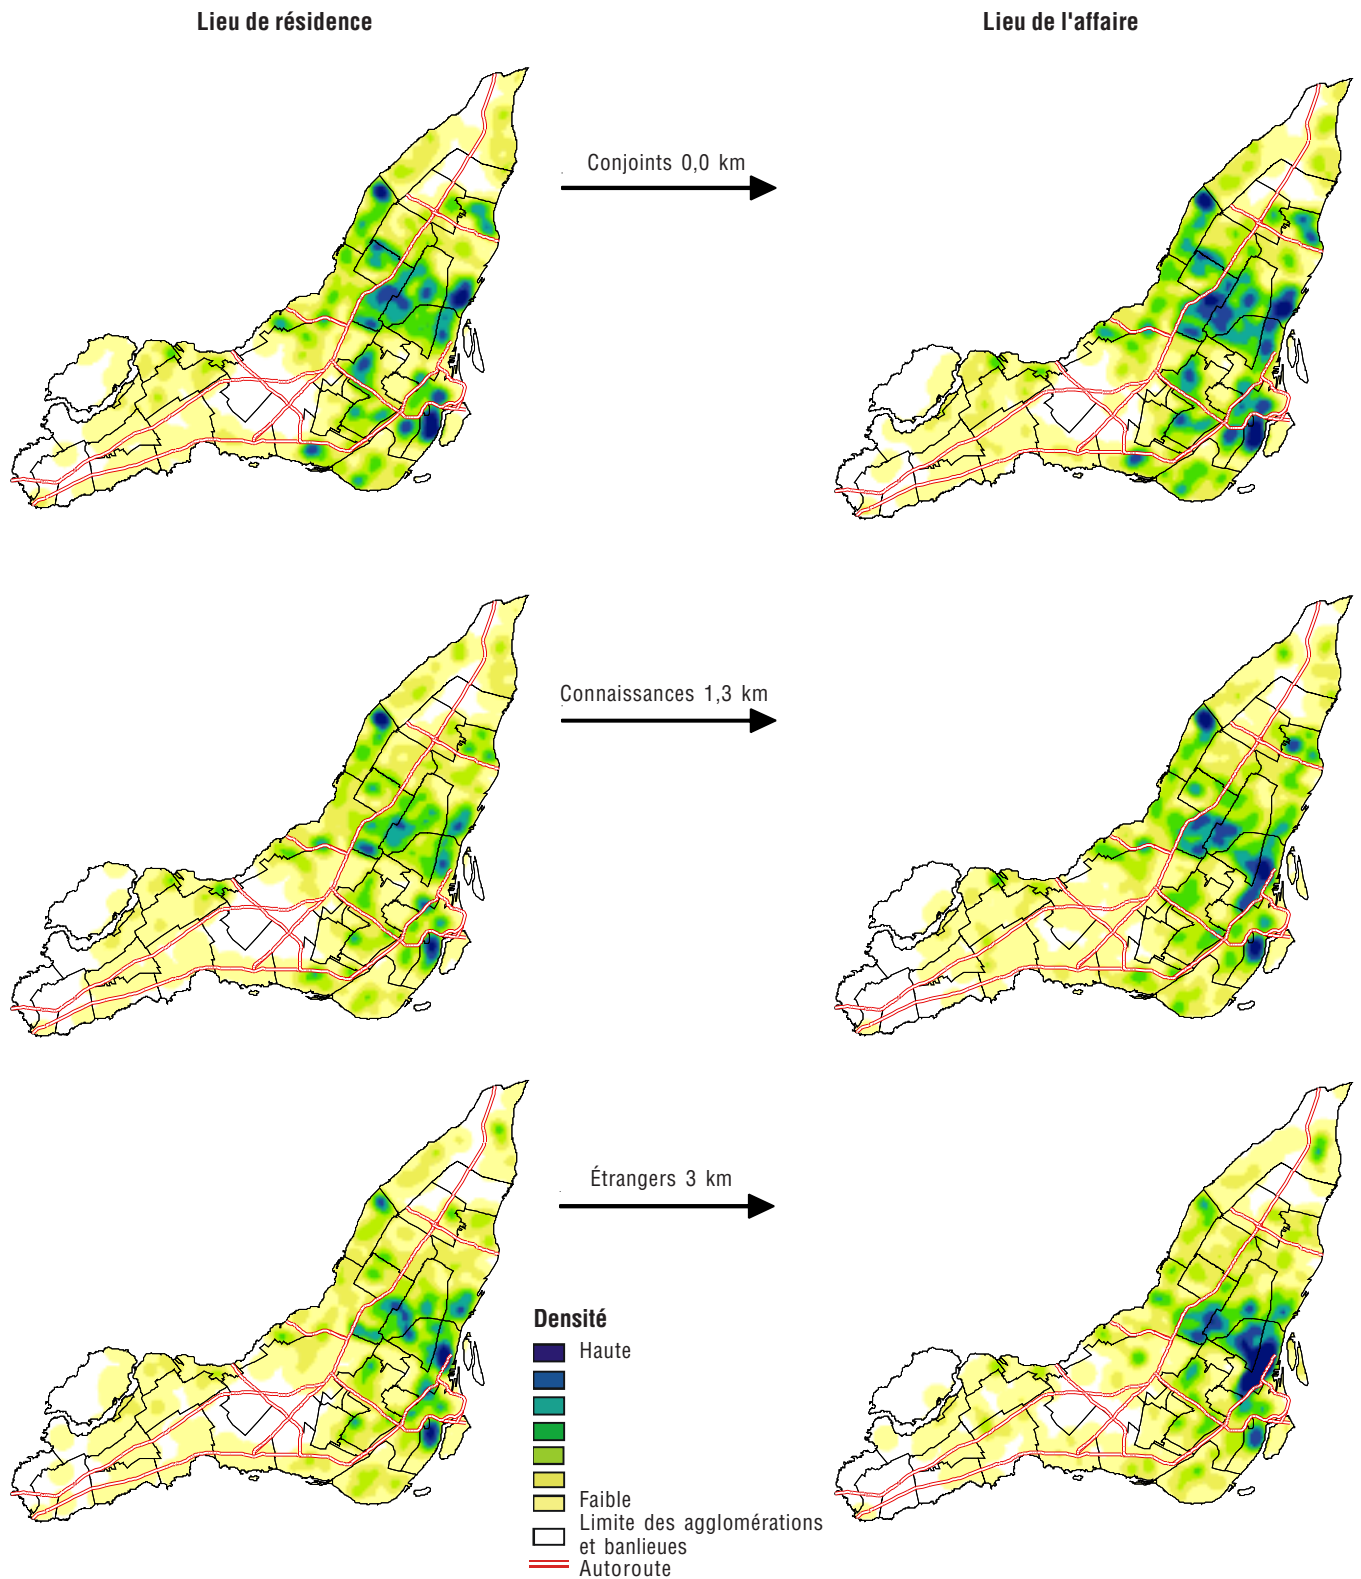 Lieu de résidence
Lieu de l'affaire
Conjoints 0,0 km
Connaissances 1,3 km
Étrangers 3 km
Densité
Haute
Faible
Limite des agglomérations
et banlieues
Autoroute